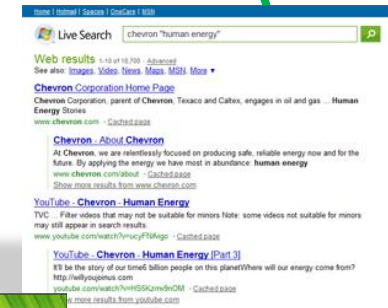 Home | Hotmail | Spaces | OneCare | MSN
Live Search chevron "human energy"
Web results 1-10 of 16,700 · Advanced
See also: Images, Video, News, Maps, MSN, More ▼
Chevron Corporation Home Page
Chevron Corporation, parent of Chevron, Texaco and Caltex, engages in oil and gas ... Human
Energy Stories
www.chevron.com · Cached page
Chevron - About Chevron
At Chevron, we are relentlessly focused on producing safe, reliable energy now and for the
future. By applying the energy we have most in abundance: human energy.
www.chevron.com/about · Cached page
Show more results from www.chevron.com
YouTube - Chevron - Human Energy
TVC ... Filter videos that may not be suitable for minors Note: some videos not suitable for minors
may still appear in search results.
www.youtube.com/watch? · Cached page
YouTube - Chevron - Human Energy [Part 3]
It'll be the story of our time6 billion people on this planetWhere will our energy come from?
http://willyoujoinus.com
www.youtube.com/watch? · Cached page
more results from youtube.com